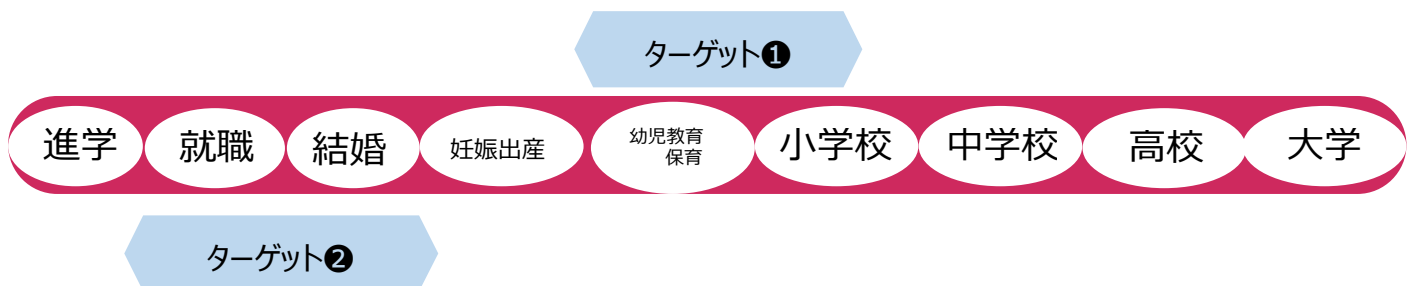 ターゲット❶
進学
就職
結婚
妊娠出産
幼児教育
保育
小学校
中学校
高校
大学
ターゲット❷